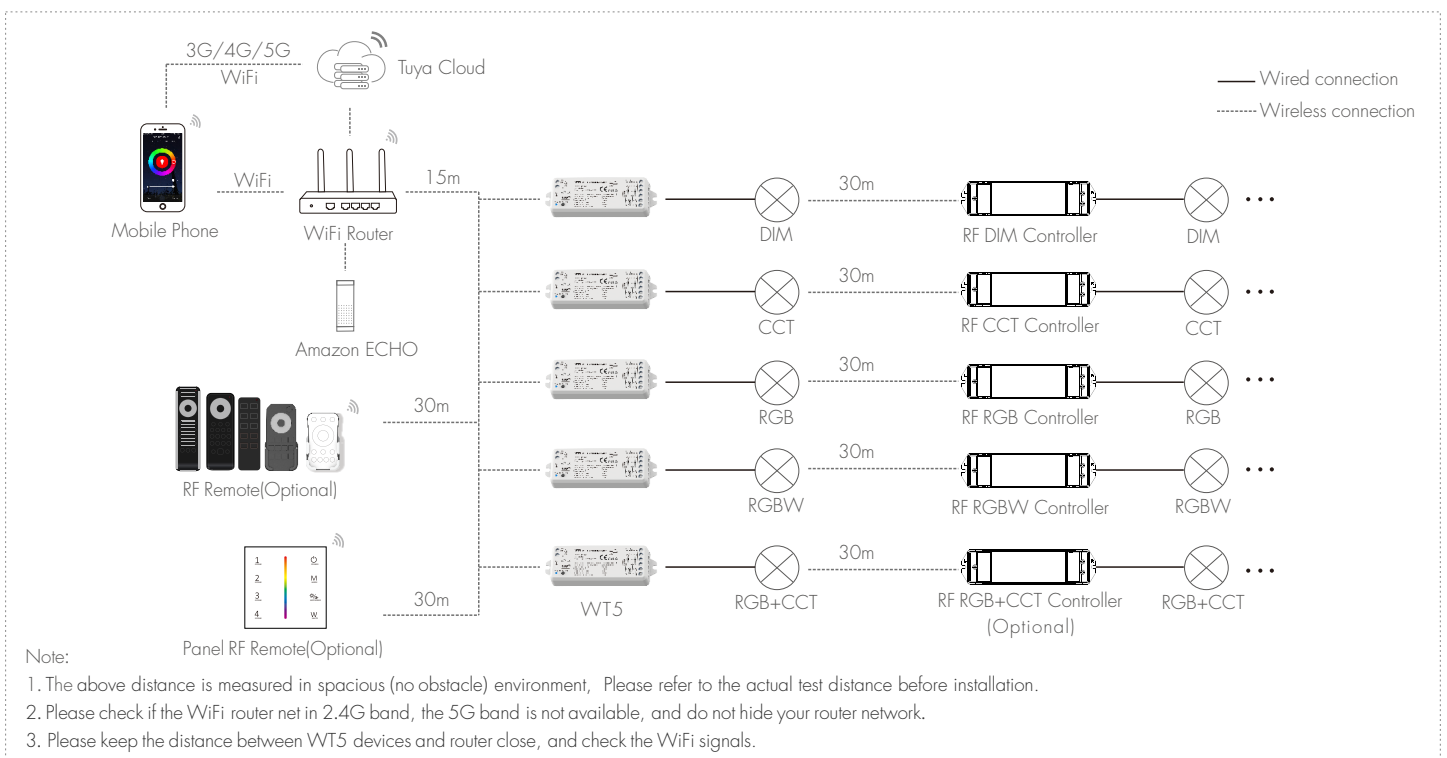 3G/4G/5G
WiFi
Tuya Cloud
Wired connection
Wireless connection
WiFi
15m
Mobile Phone
WiFi Router
Amazon ECHO
30m
DIM
RF DIM Controller
DIM
30m
CCT
RF CCT Controller
CCT
30m
RGB
RF RGB Controller
RGB
30m
RF Remote(Optional)
30m
RGBW
RF RGBW Controller
RGBW
1
2
M
3
%
4
W
30m
Panel RF Remote(Optional)
WT5
30m
RGB+CCT
RF RGB+CCT Controller
(Optional)
RGB+CCT
Note:
1. The above distance is measured in spacious (no obstacle) environment, Please refer to the actual test distance before installation.
2. Please check if the WiFi router net in 2.4G band, the 5G band is not available, and do not hide your router network.
3. Please keep the distance between WT5 devices and router close, and check the WiFi signals.